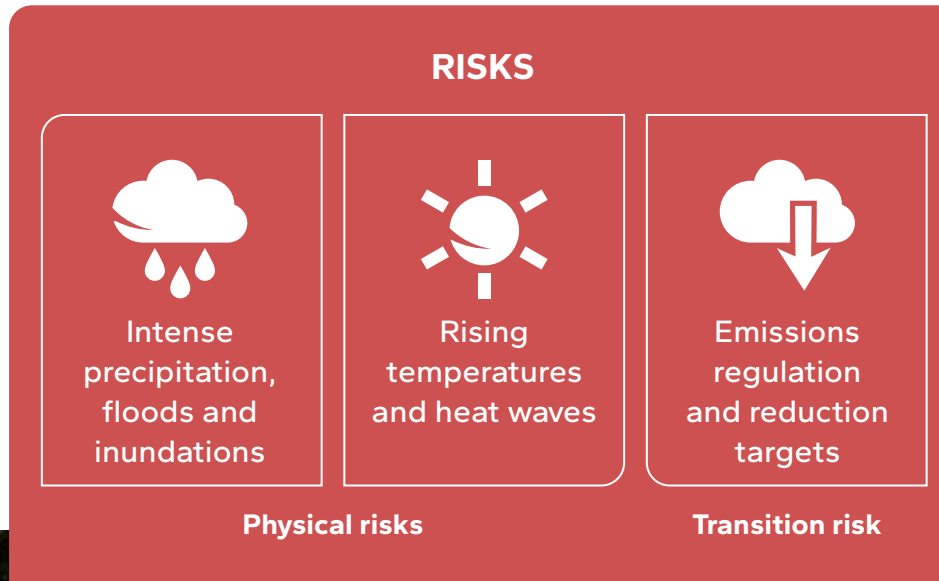 RISKS
Intense
precipitation,
floods and
inundations
Rising
temperatures
and heat waves
Emissions
regulation
and reduction
targets
Physical risks
Transition risk